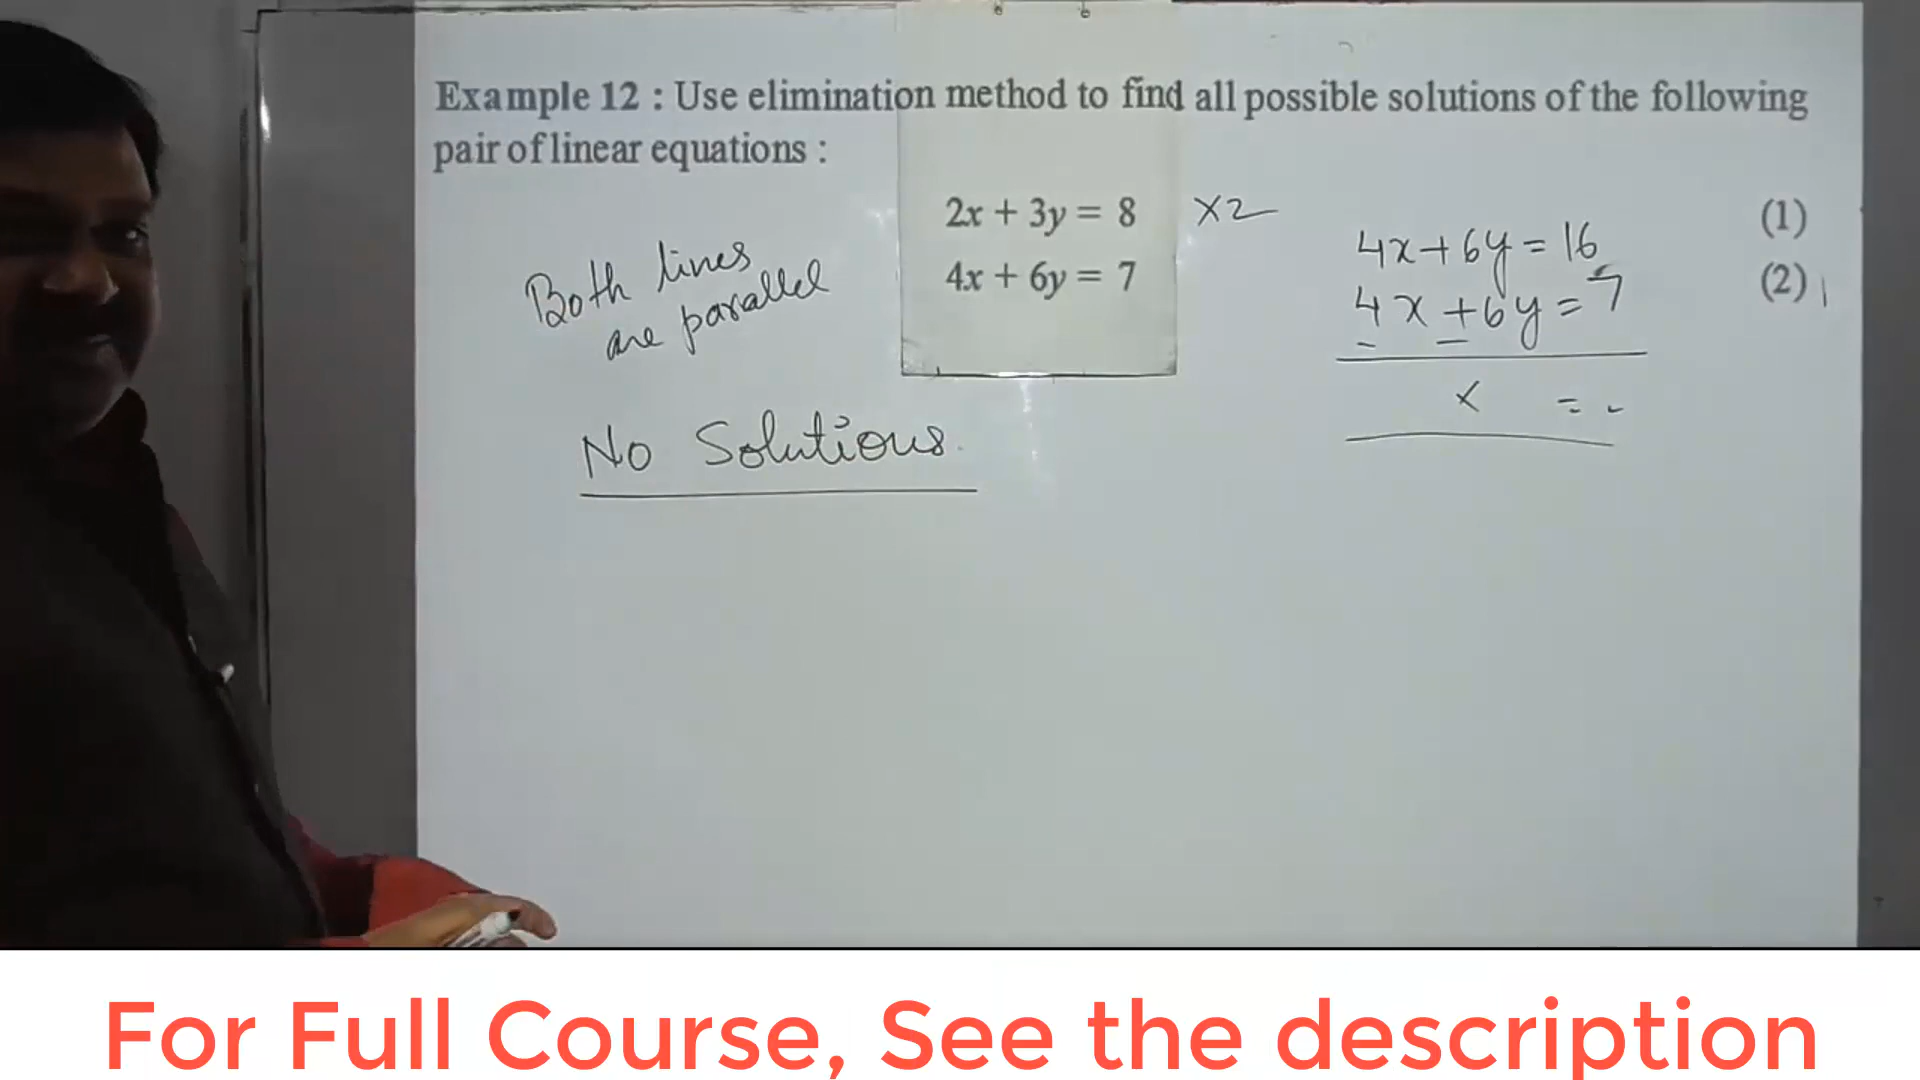 Example 12 : Use elimination method to find all possible solutions of the following
pair of linear equations :
2x + 3y = 8 ×2 (1)
4x + 6y = 7 (2)
4x+6y=16
4x+6y=7
- -
× = -
Both lines
are parallel
No Solutions.
For Full Course, See the description